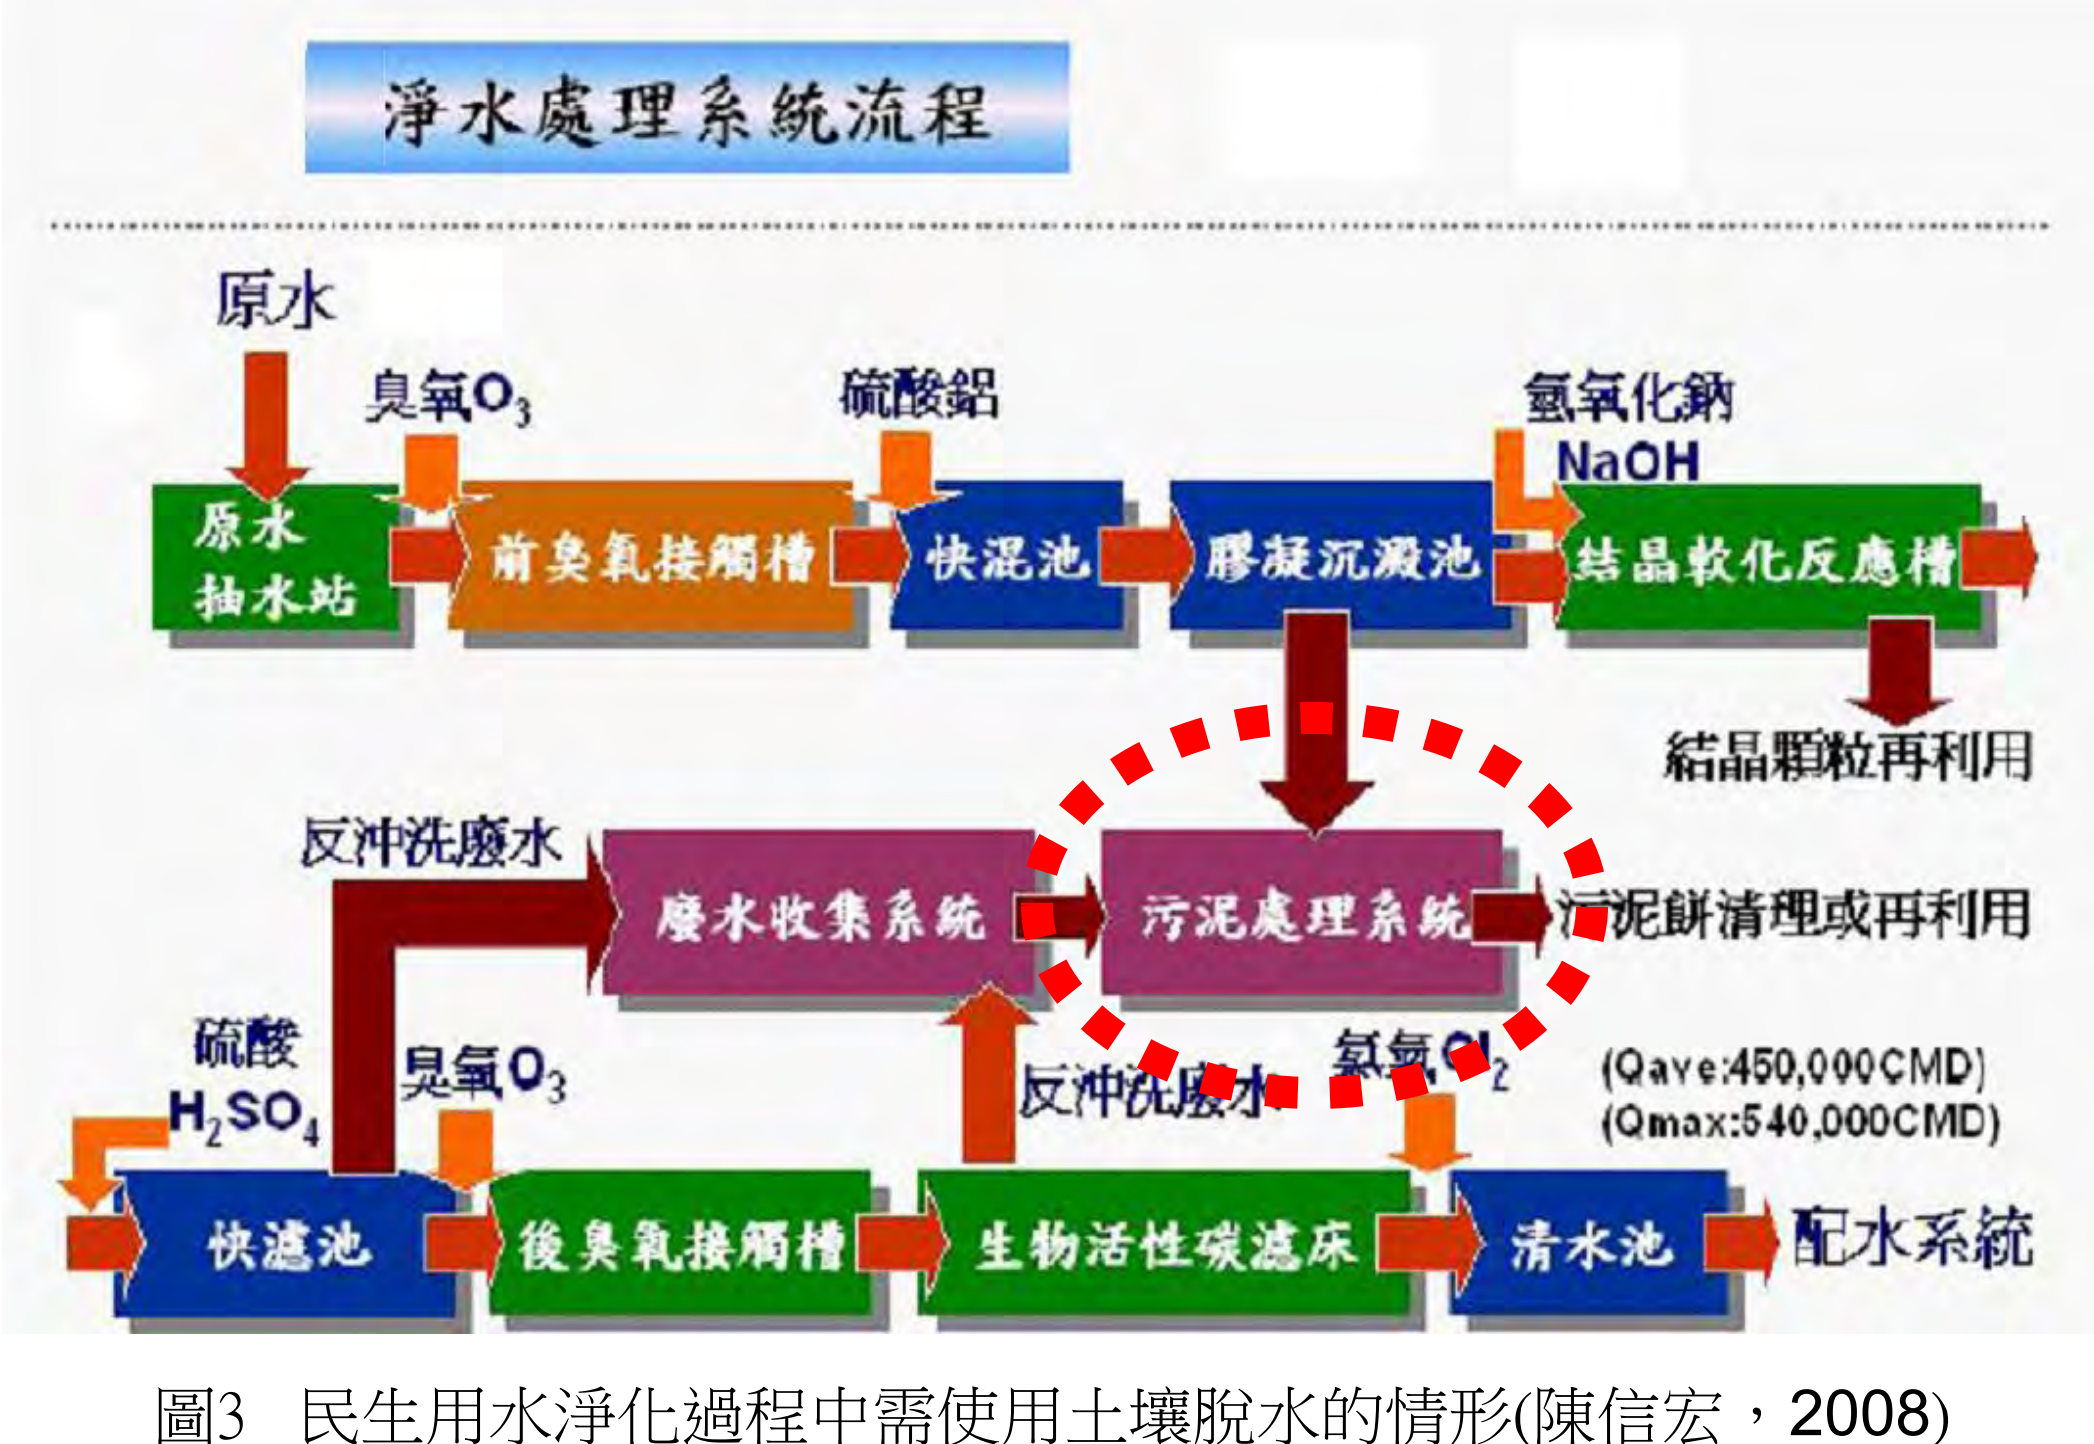 淨水處理系統流程
原水
臭氧O3
硫酸鋁
氫氧化鈉
NaOH
原水
抽水站
前臭氧接觸槽
快混池
膠凝沉澱池
結晶軟化反應槽
結晶顆粒再利用
反沖洗廢水
廢水收集系統
污泥處理系統
污泥餅清理或再利用
硫酸
H2SO4
臭氧O3
反沖洗廢水
氯氣Cl2
(Qave:450,000CMD)
(Qmax:540,000CMD)
快濾池
後臭氧接觸槽
生物活性碳濾床
清水池
配水系統
圖3 民生用水淨化過程中需使用土壤脫水的情形(陳信宏,2008)